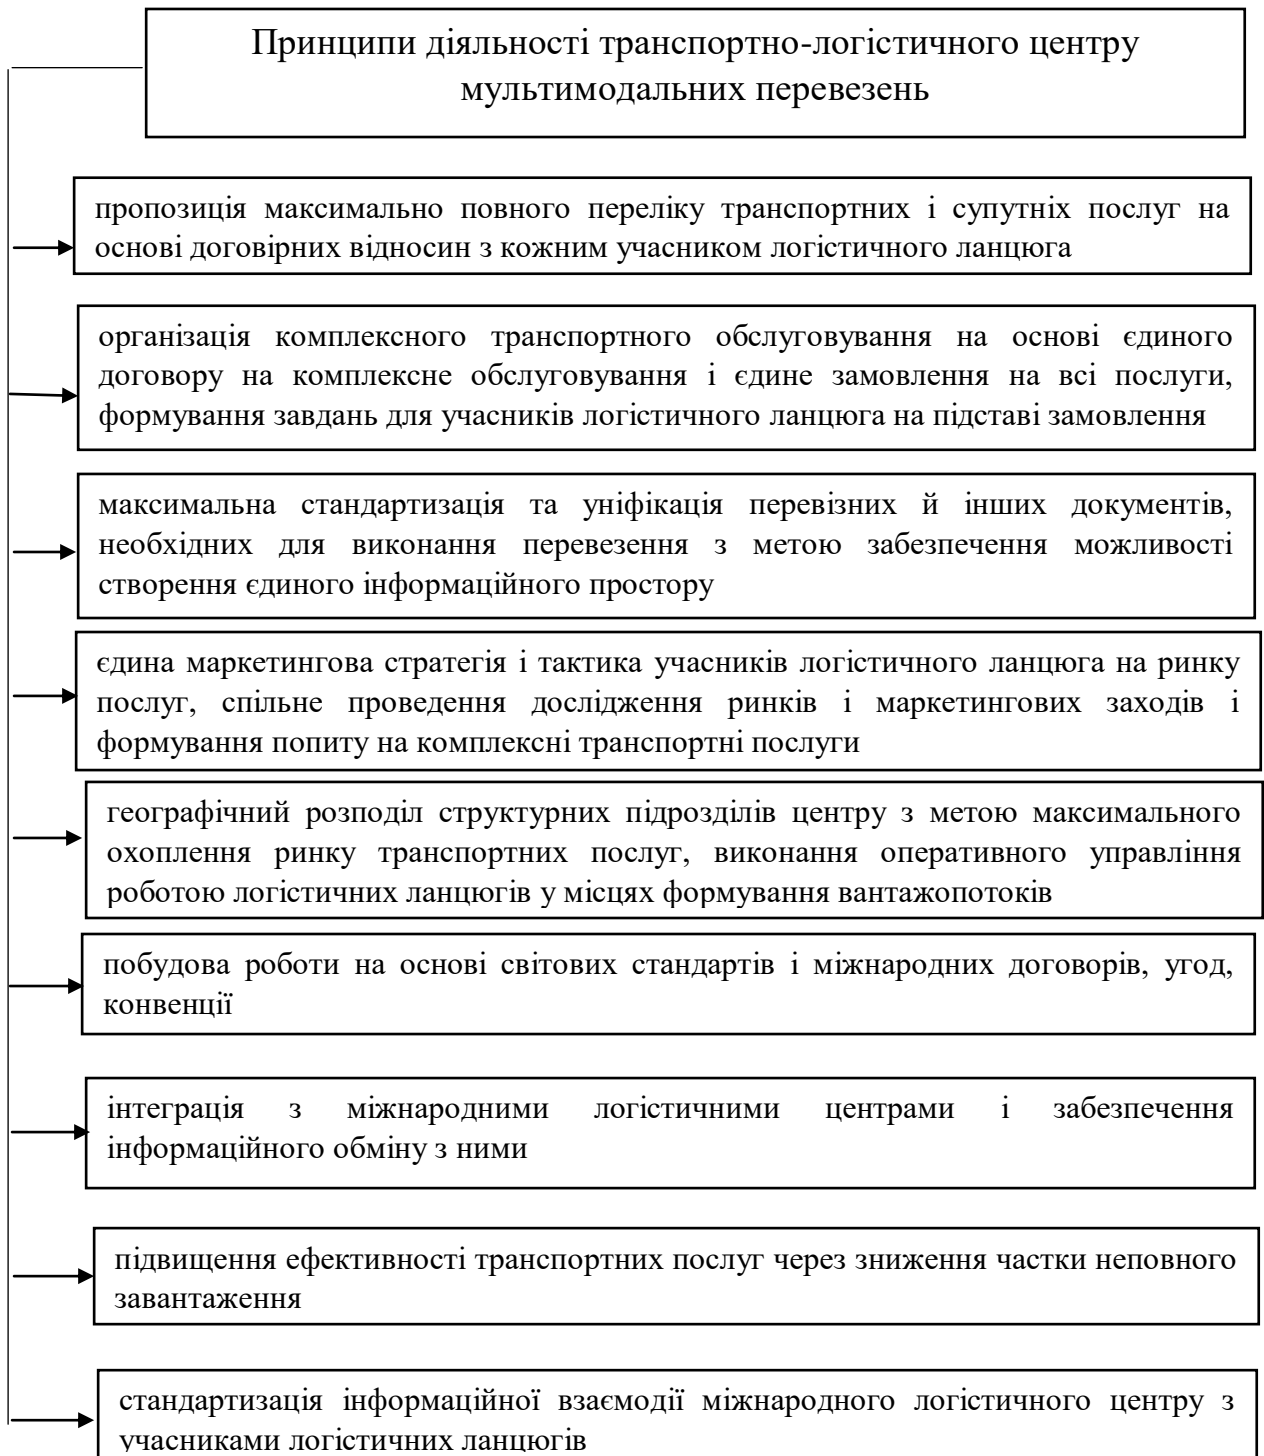 Принципи діяльності транспортно-логістичного центру
мультимодальних перевезень
пропозиція максимально повного переліку транспортних і супутніх послуг на
основі договірних відносин з кожним учасником логістичного ланцюга
організація комплексного транспортного обслуговування на основі єдиного
договору на комплексне обслуговування і єдине замовлення на всі послуги,
формування завдань для учасників логістичного ланцюга на підставі замовлення
максимальна стандартизація та уніфікація перевізних й інших документів,
необхідних для виконання перевезення з метою забезпечення можливості
створення єдиного інформаційного простору
єдина маркетингова стратегія і тактика учасників логістичного ланцюга на ринку
послуг, спільне проведення дослідження ринків і маркетингових заходів і
формування попиту на комплексні транспортні послуги
географічний розподіл структурних підрозділів центру з метою максимального
охоплення ринку транспортних послуг, виконання оперативного управління
роботою логістичних ланцюгів у місцях формування вантажопотоків
побудова роботи на основі світових стандартів і міжнародних договорів, угод,
конвенції
інтеграція з міжнародними логістичними центрами і забезпечення
інформаційного обміну з ними
підвищення ефективності транспортних послуг через зниження частки неповного
завантаження
стандартизація інформаційної взаємодії міжнародного логістичного центру з
учасниками логістичних ланцюгів